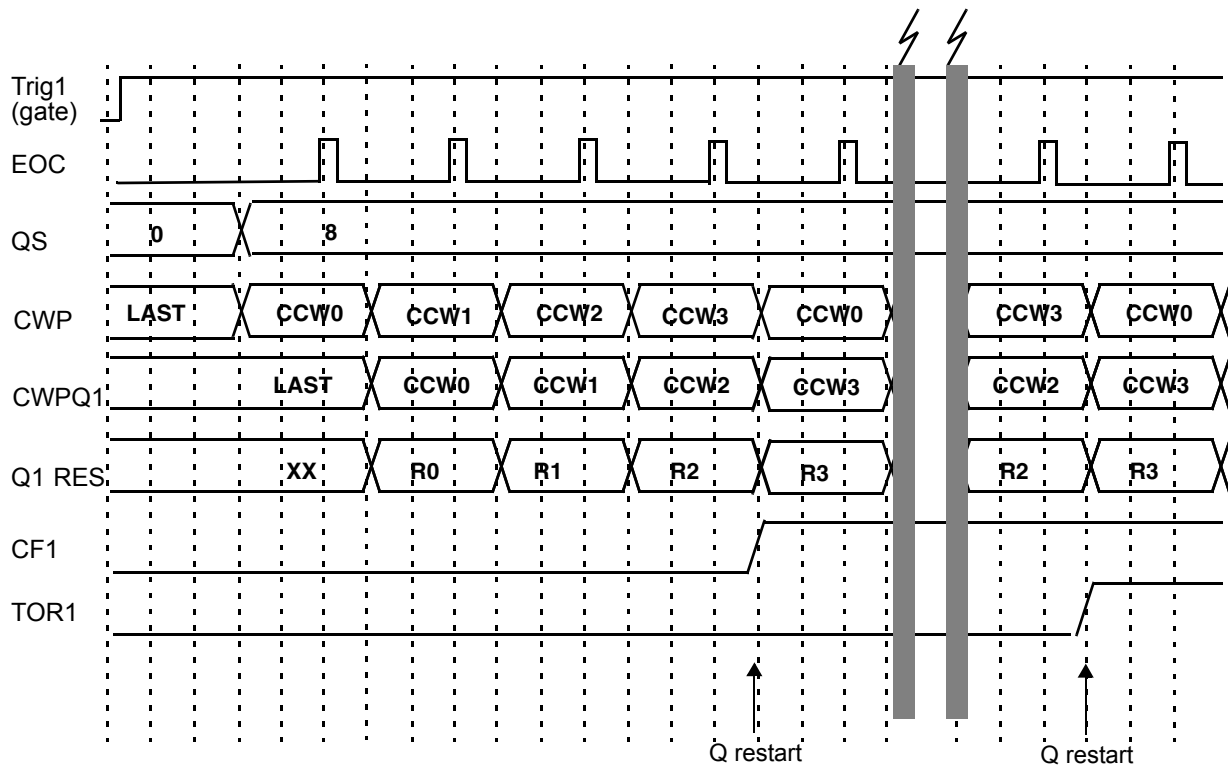 Trig1
(gate)
EOC
QS
0 8
CWP
LAST CCW0 CCW1 CCW2 CCW3 CCW0 CCW3 CCW0
CWPQ1
LAST CCW0 CCW1 CCW2 CCW3 CCW2 CCW3
Q1 RES
XX R0 R1 R2 R3 R2 R3
CF1
TOR1
Q restart Q restart